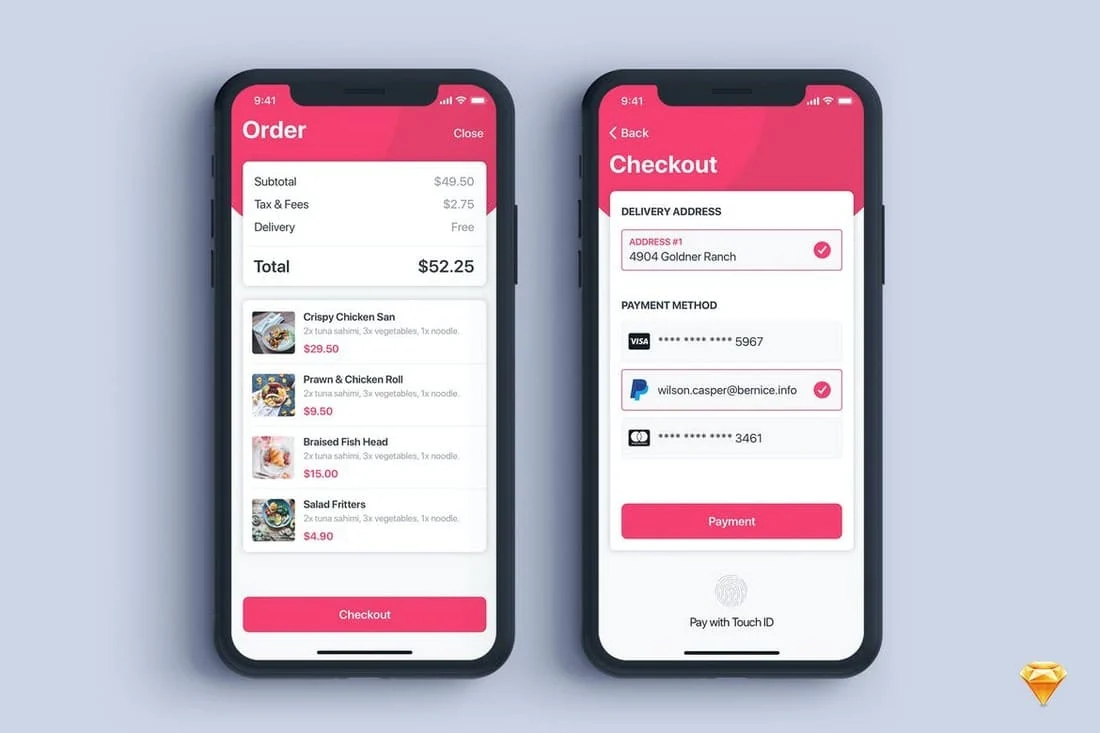 9:41
Order
Close
Subtotal $49.50
Tax & Fees $2.75
Delivery Free
Total $52.25
Crispy Chicken San
2x tuna sahimi, 3x vegetables, 1x noodle.
$29.50
Prawn & Chicken Roll
2x tuna sahimi, 3x vegetables, 1x noodle.
$9.50
Braised Fish Head
2x tuna sahimi, 3x vegetables, 1x noodle.
$15.00
Salad Fritters
2x tuna sahimi, 3x vegetables, 1x noodle.
$4.90
Checkout
9:41
Back
Checkout
DELIVERY ADDRESS
ADDRESS #1
4904 Goldner Ranch
PAYMENT METHOD
VISA **** **** **** 5967
wilson.casper@bernice.info
**** **** **** 3461
Payment
Pay with Touch ID